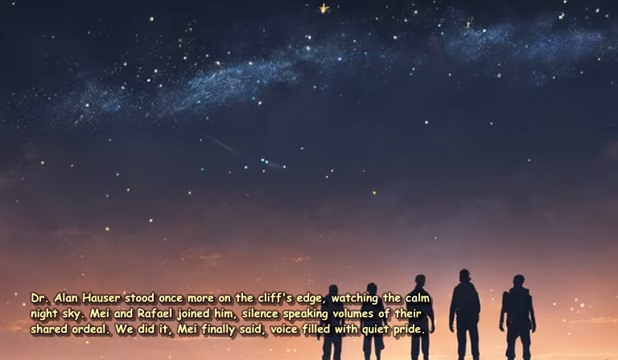 Dr. Alan Hauser stood once more on the cliff's edge, watching the calm
night sky. Mei and Rafael joined him, silence speaking volumes of their
shared ordeal. We did it, Mei finally said, voice filled with quiet pride.